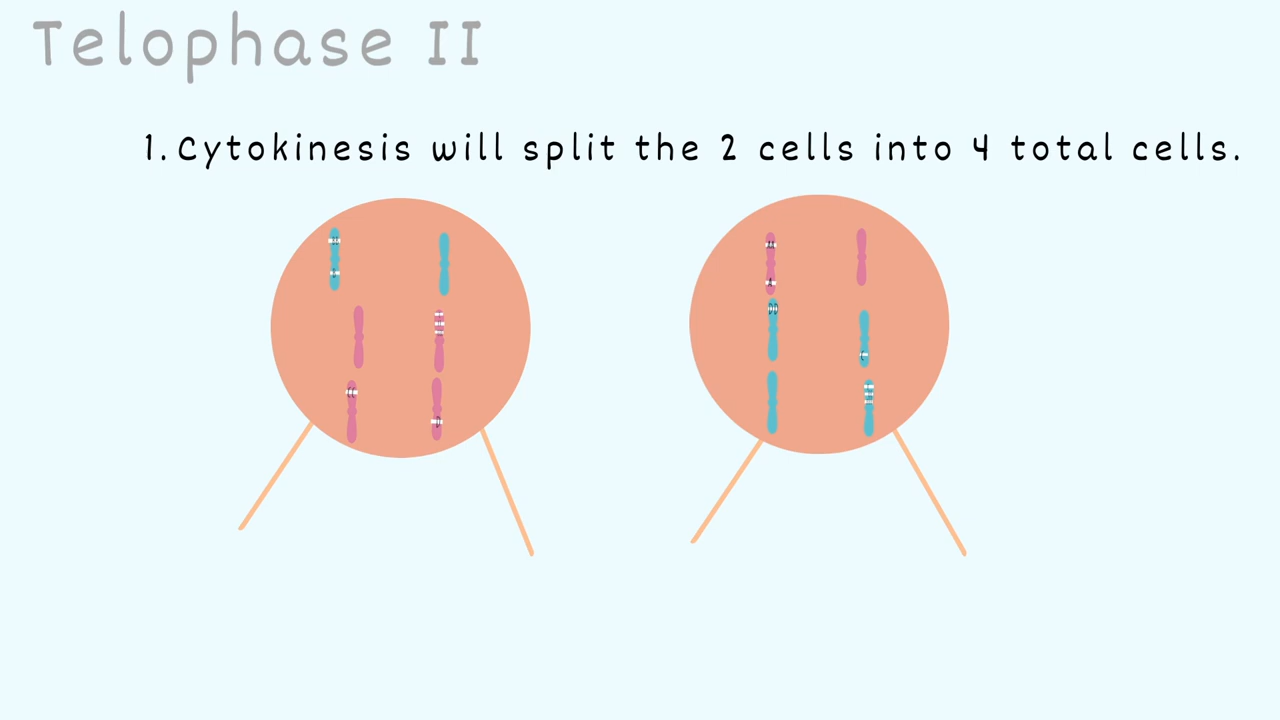 Telophase II
1. Cytokinesis will split the 2 cells into 4 total cells.